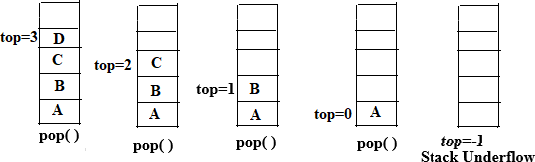 top=3 D
C
B
A
pop( )
top=2 C
B
A
pop( )
top=1 B
A
pop( )
top=0 A
pop( )
top=-1
Stack Underflow